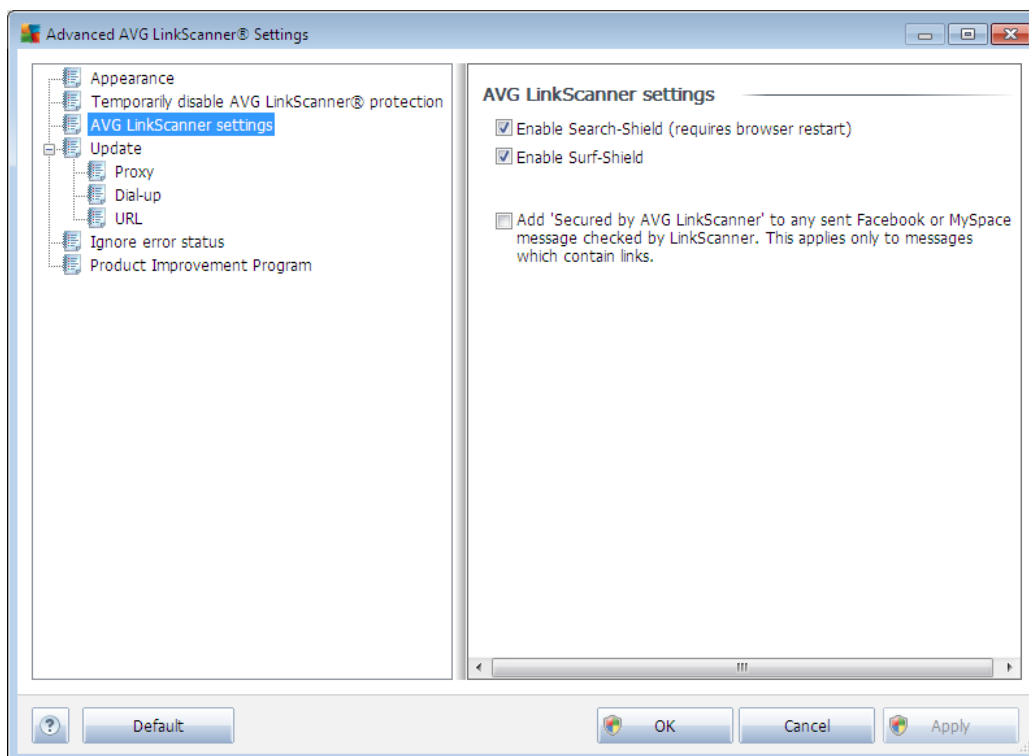 Advanced AVG LinkScanner® Settings
Appearance
Temporarily disable AVG LinkScanner® protection
AVG LinkScanner settings
Update
Proxy
Dial-up
URL
Ignore error status
Product Improvement Program
AVG LinkScanner settings
Enable Search-Shield (requires browser restart)
Enable Surf-Shield
Add 'Secured by AVG LinkScanner' to any sent Facebook or MySpace
message checked by LinkScanner. This applies only to messages
which contain links.
? Default OK Cancel Apply